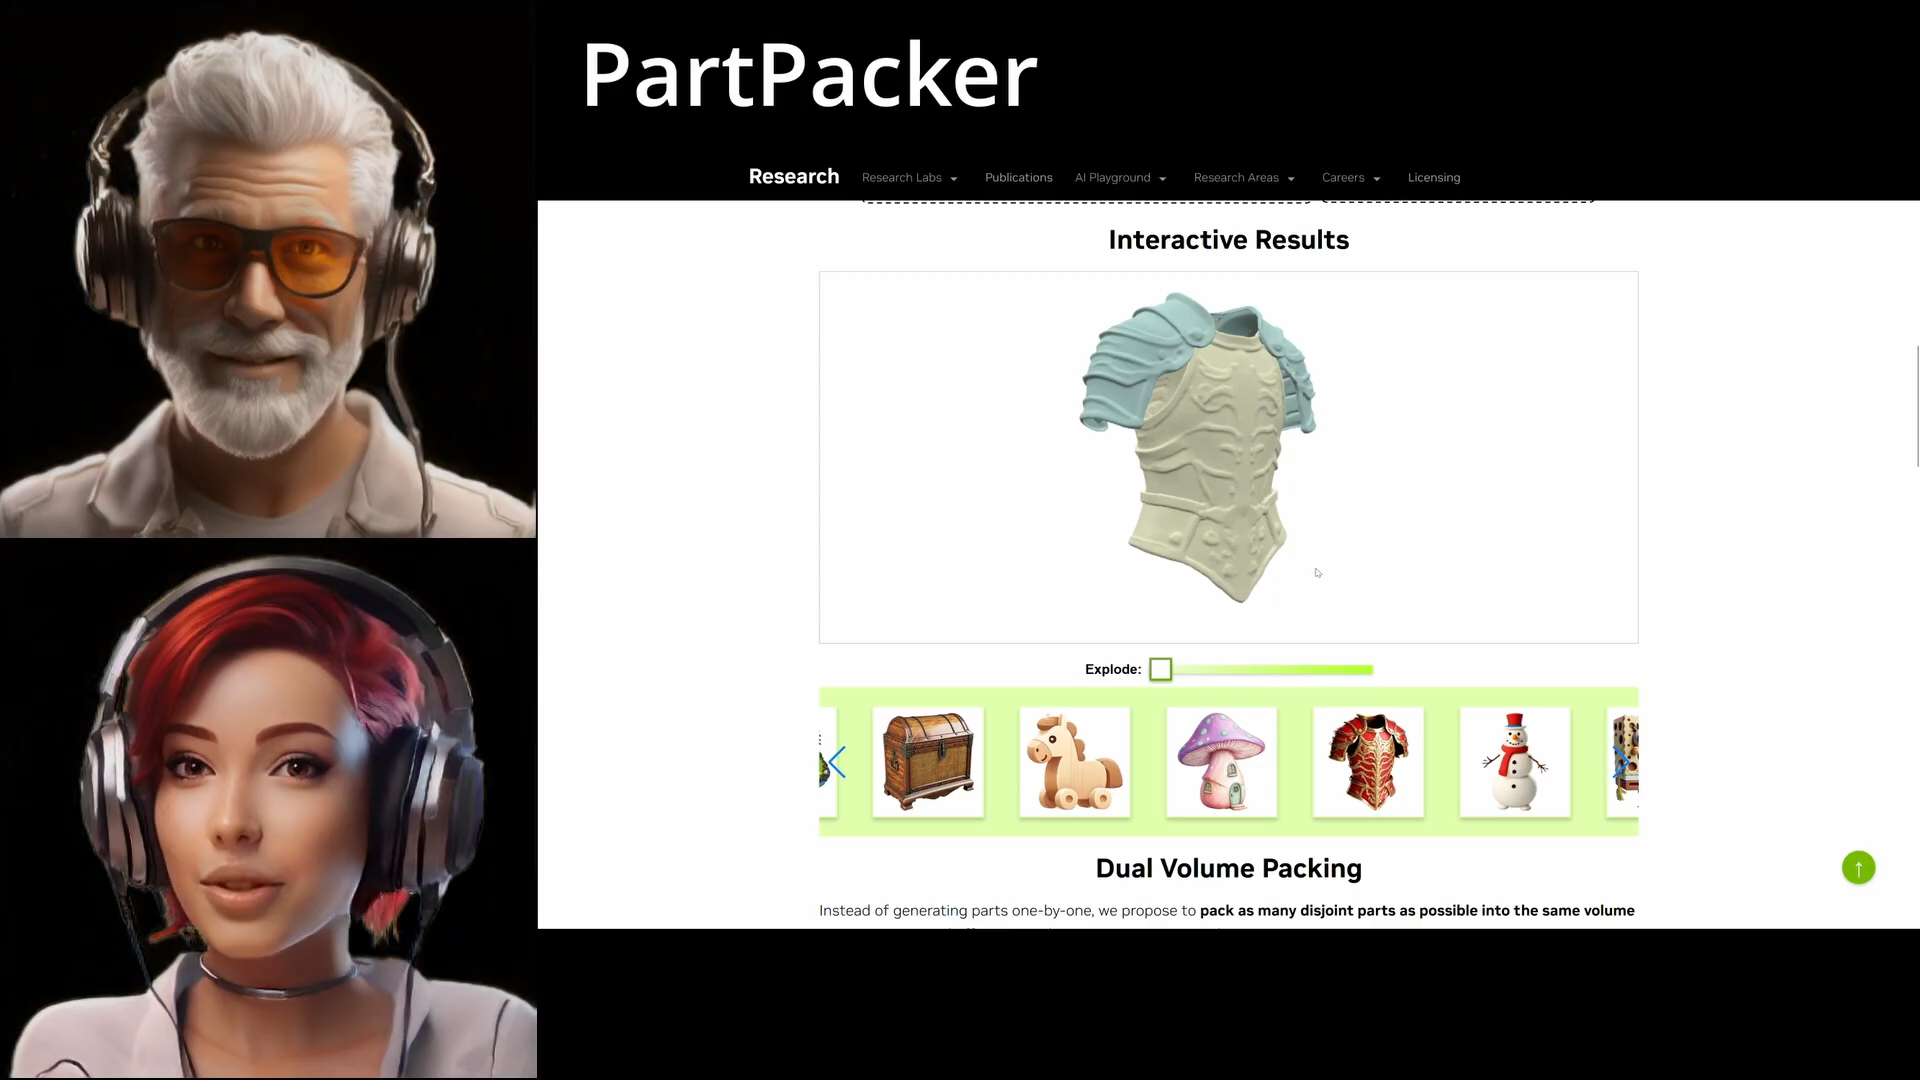 PartPacker
Research Research Labs Publications AI Playground Research Areas Careers Licensing
Interactive Results
Explode:
Dual Volume Packing
Instead of generating parts one-by-one, we propose to pack as many disjoint parts as possible into the same volume